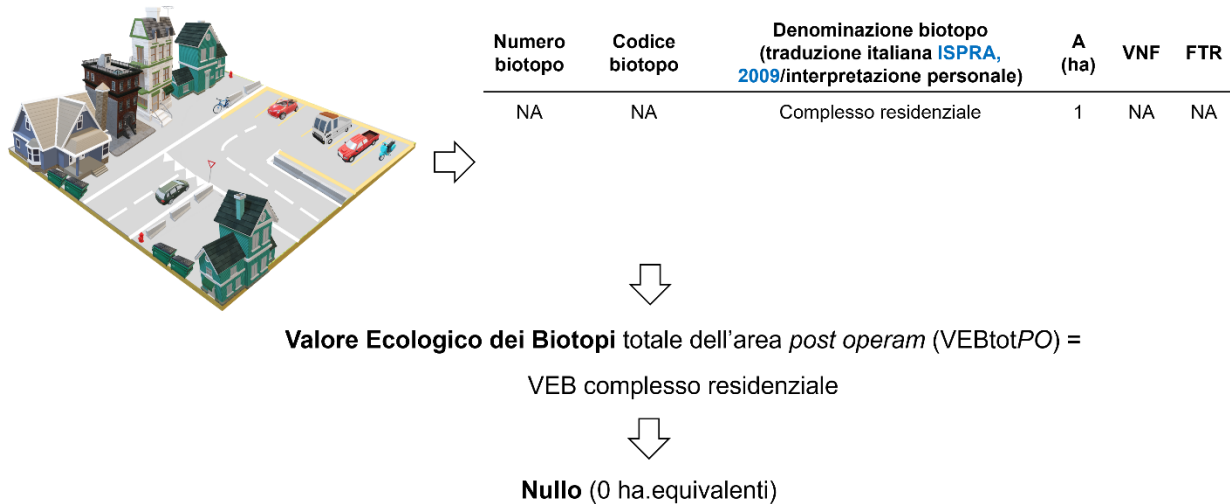 Numero biotopo
Codice biotopo
Denominazione biotopo (traduzione italiana ISPRA, 2009/interpretazione personale)
A (ha)
VNF
FTR
NA NA Complesso residenziale 1 NA NA
Valore Ecologico dei Biotopi totale dell'area post operam (VEBtotPO) =
VEB complesso residenziale
Nullo (0 ha.equivalenti)